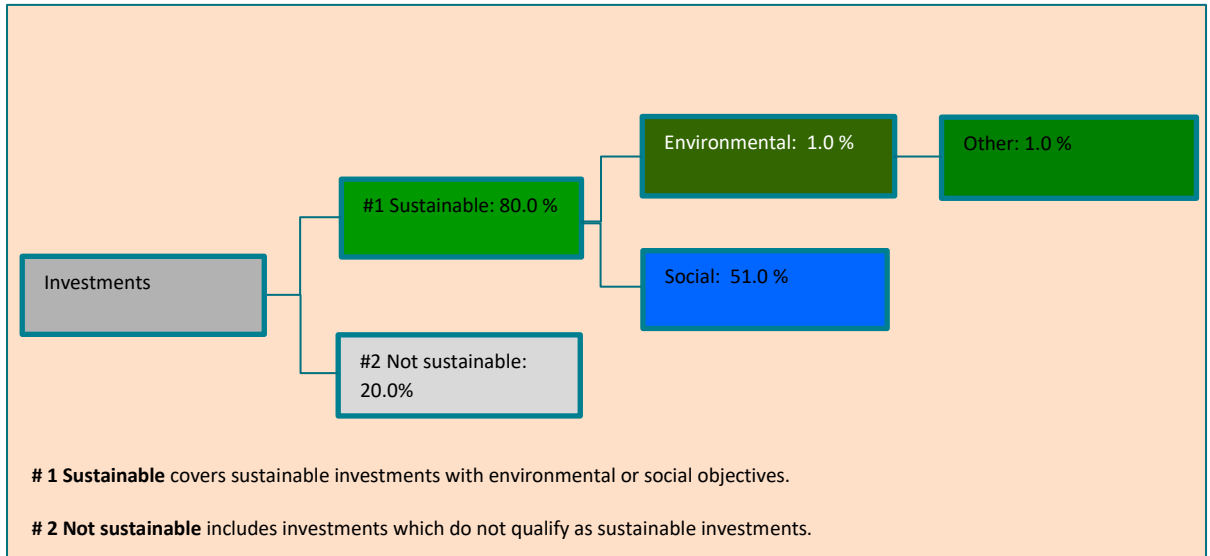 Investments
#1 Sustainable: 80.0 %
#2 Not sustainable:
20.0%
Environmental:  1.0 %
Social:  51.0 %
Other: 1.0 %
# 1 Sustainable covers sustainable investments with environmental or social objectives.
# 2 Not sustainable includes investments which do not qualify as sustainable investments.